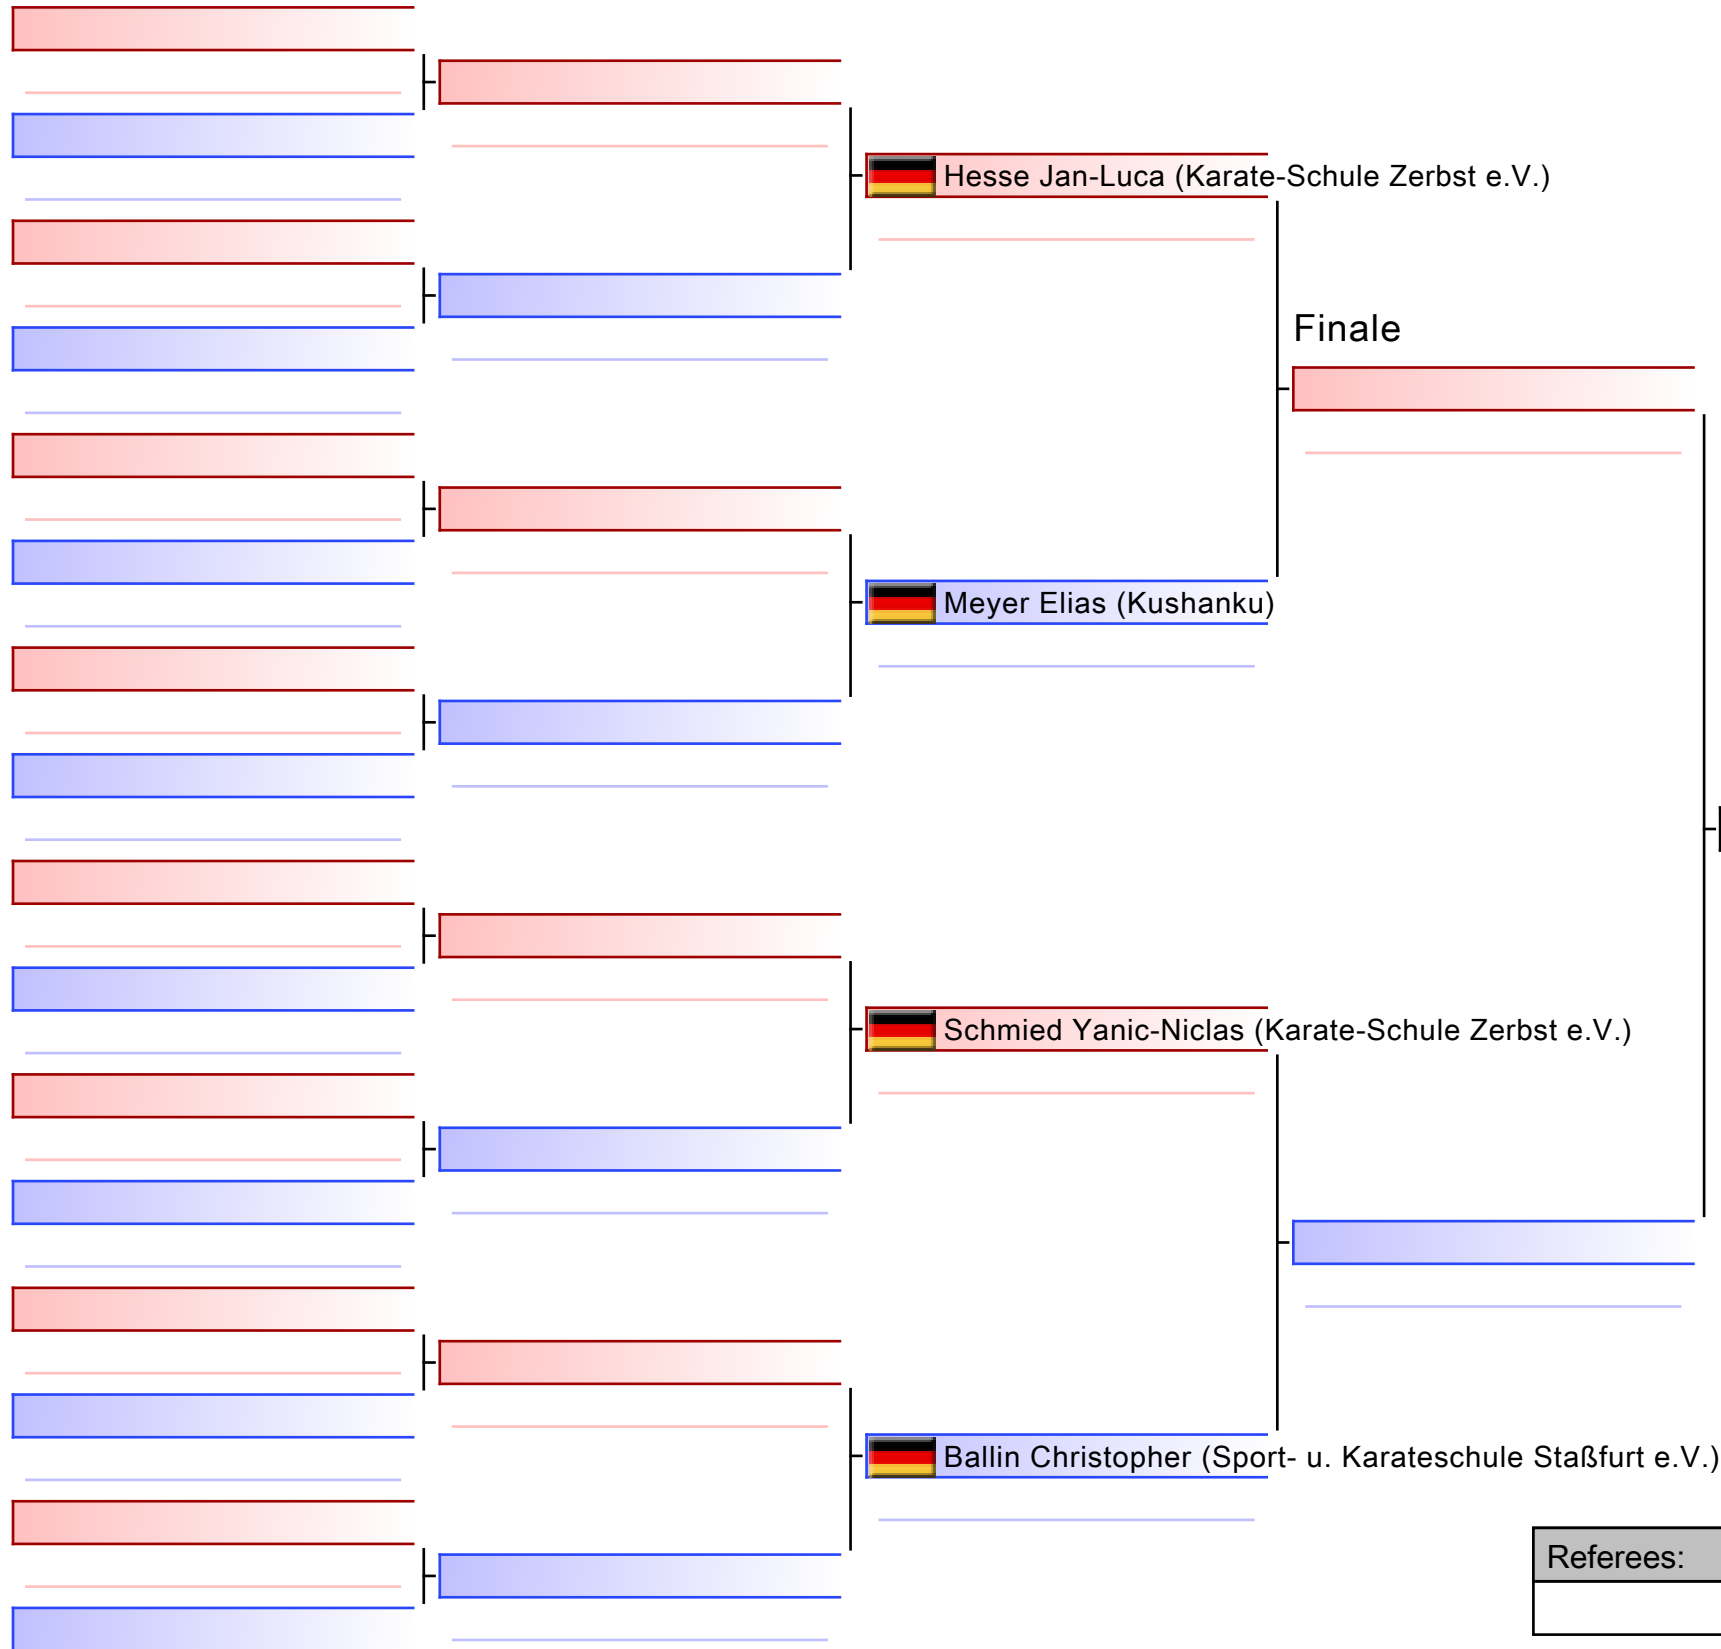 Hesse Jan-Luca (Karate-Schule Zerbst e.V.)
Finale
Meyer Elias (Kushanku)
Schmied Yanic-Niclas (Karate-Schule Zerbst e.V.)
Ballin Christopher (Sport- u. Karateschule Staßfurt e.V.)
Referees: